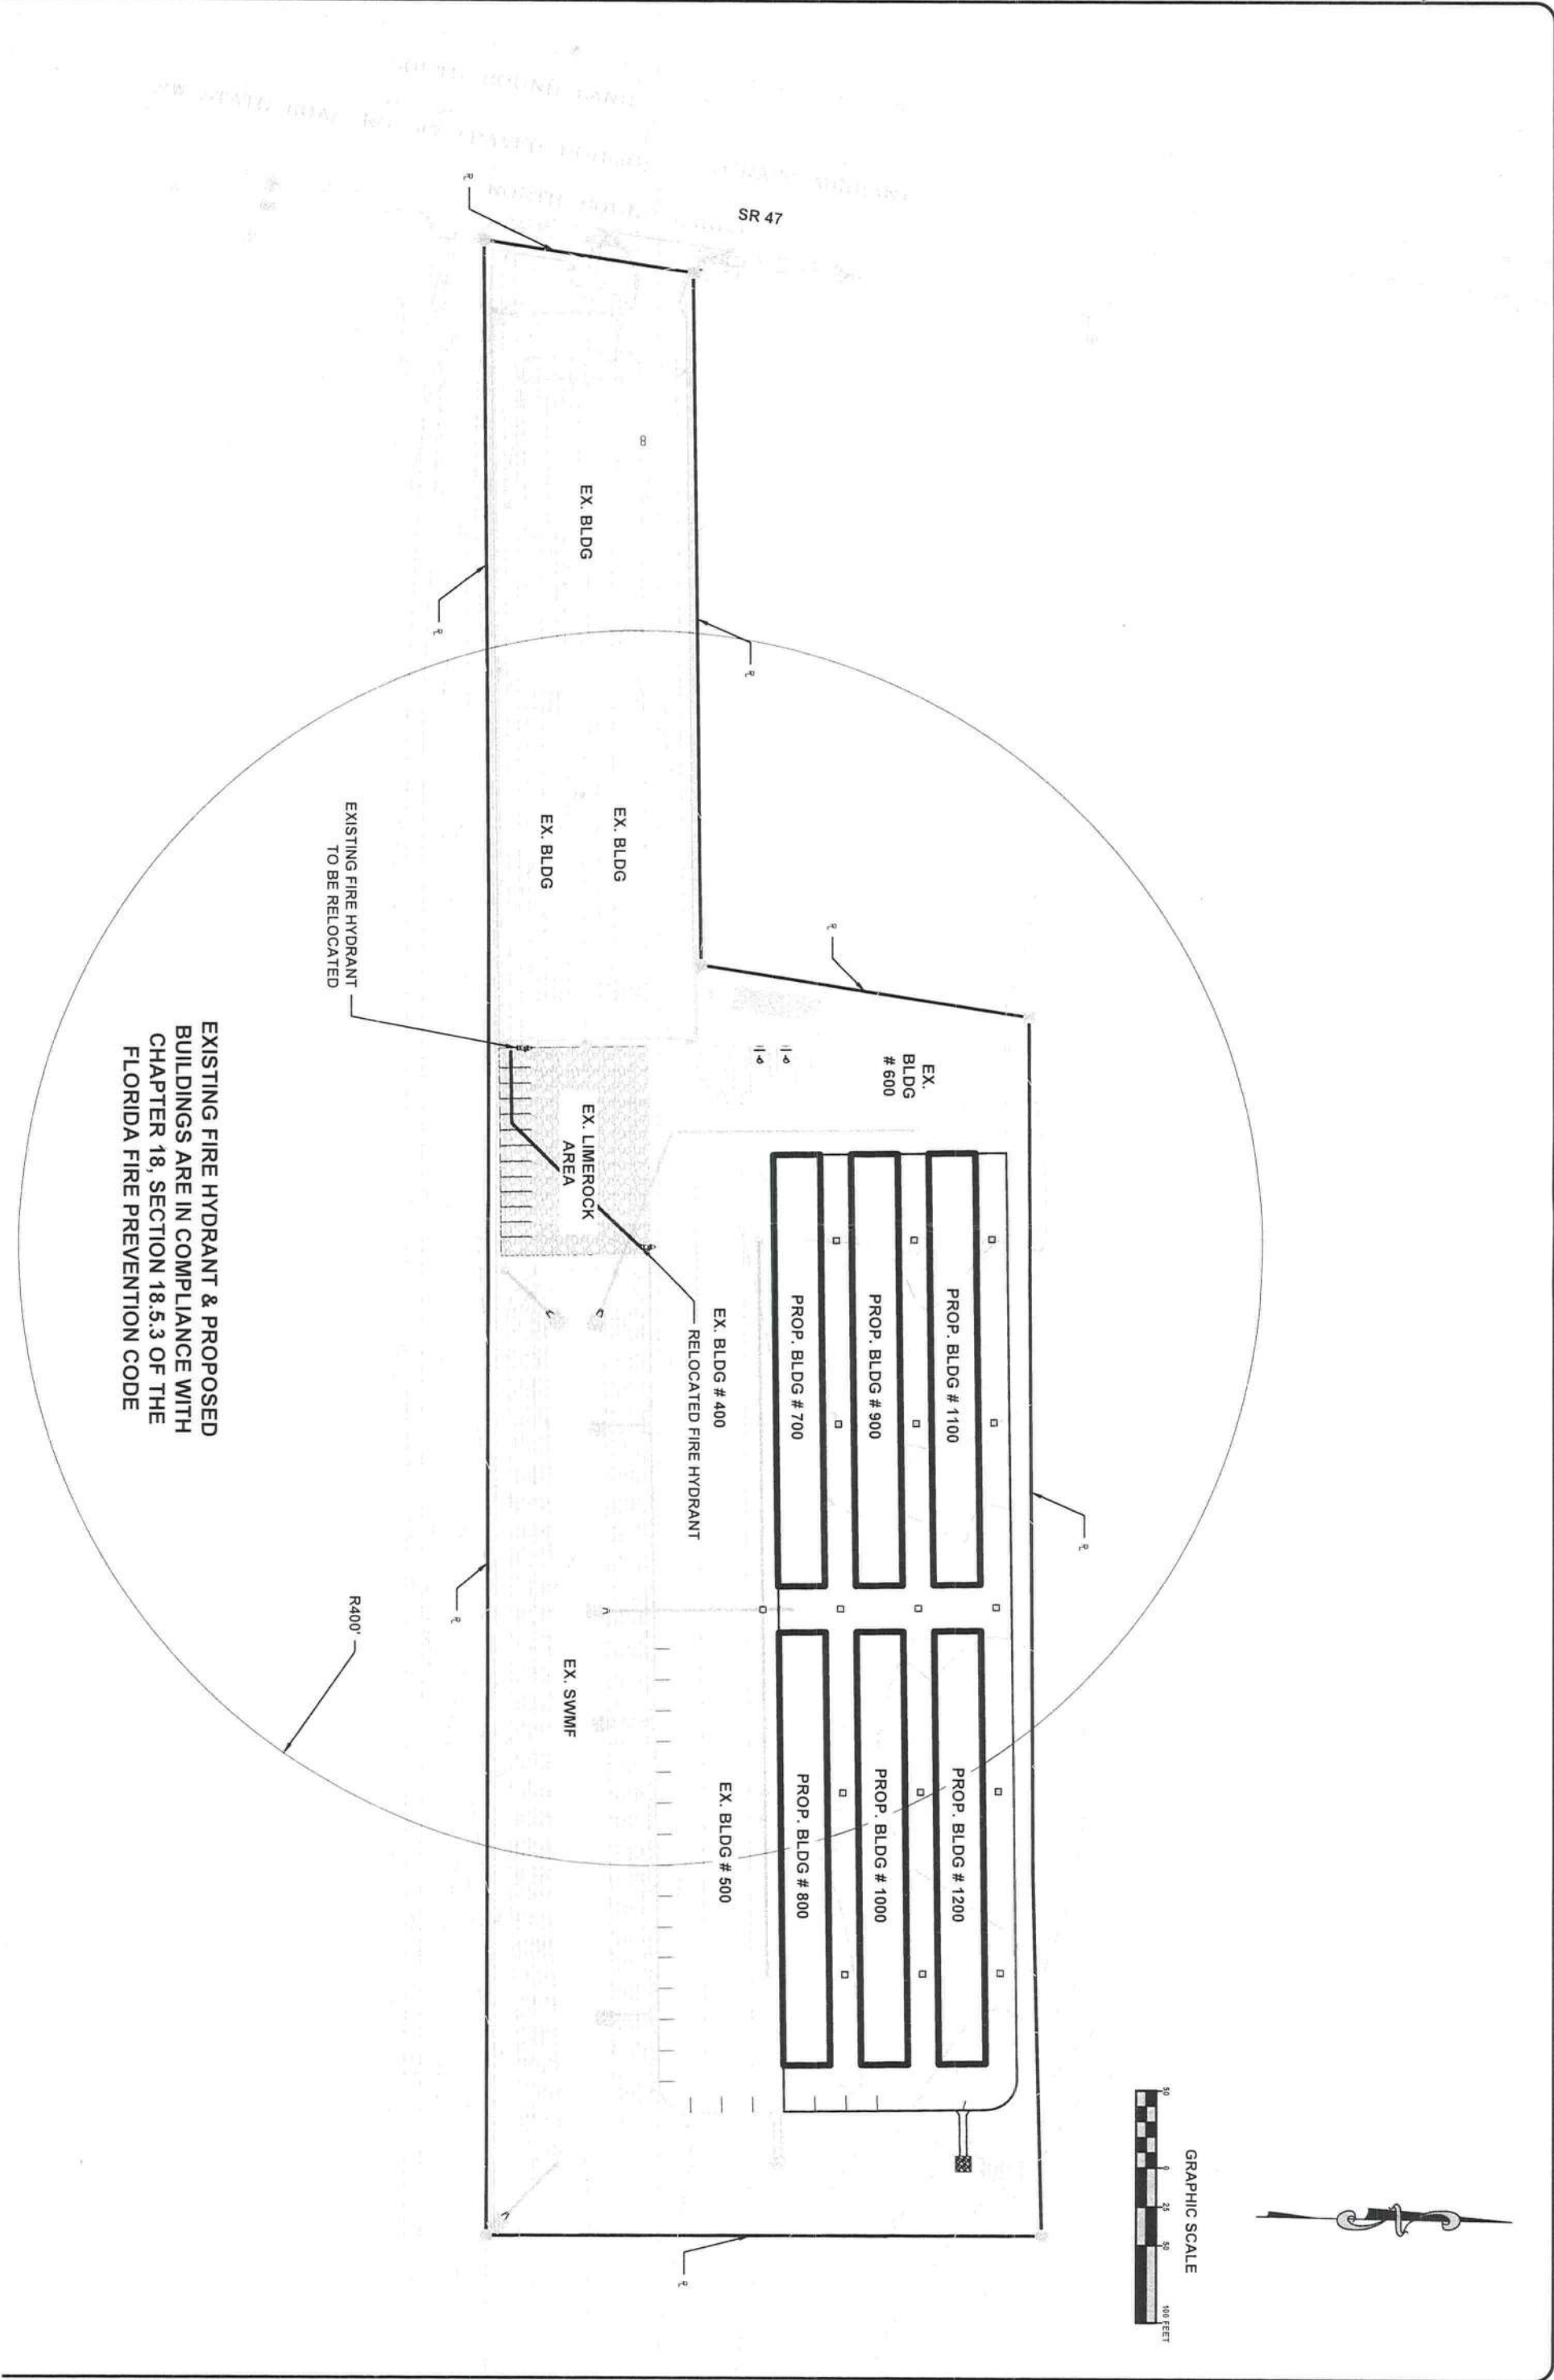 SR 47
EX. BLDG
EX. BLDG
EX. BLDG
EX.
BLDG
# 600
EX. LIMEROCK
AREA
EXISTING FIRE HYDRANT
TO BE RELOCATED
RELOCATED FIRE HYDRANT
EX. BLDG # 400
EX. BLDG # 500
EX. SWMF
PROP. BLDG # 1100
PROP. BLDG # 900
PROP. BLDG # 700
PROP. BLDG # 1200
PROP. BLDG # 1000
PROP. BLDG # 800
R400'
EXISTING FIRE HYDRANT & PROPOSED
BUILDINGS ARE IN COMPLIANCE WITH
CHAPTER 18, SECTION 18.5.3 OF THE
FLORIDA FIRE PREVENTION CODE
GRAPHIC SCALE
50 0 25 50 100 FEET